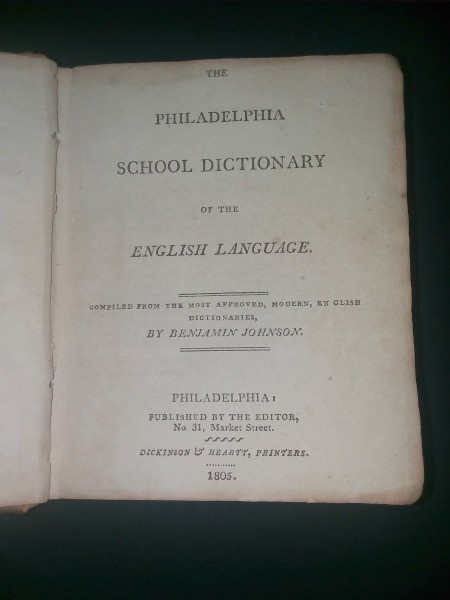 THE
PHILADELPHIA
SCHOOL DICTIONARY
OF THE
ENGLISH LANGUAGE.
COMPILED FROM THE MOST APPROVED, MODERN, EN GLISH
DICTIONARIES,
BY BENJAMIN JOHNSON.
PHILADELPHIA:
PUBLISHED BY THE EDITOR,
No 31, Market Street.
DICKINSON & HEARTT, PRINTERS.
1805.